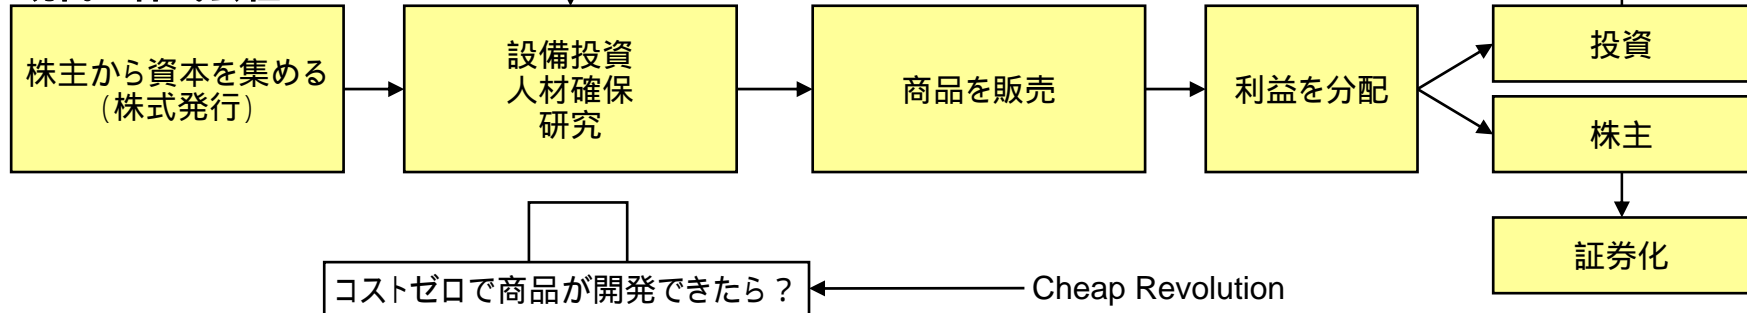 株主から資本を集める
(株式発行)
設備投資
人材確保
研究
商品を販売
利益を分配
投資
株主
証券化
コストゼロで商品が開発できたら？
Cheap Revolution